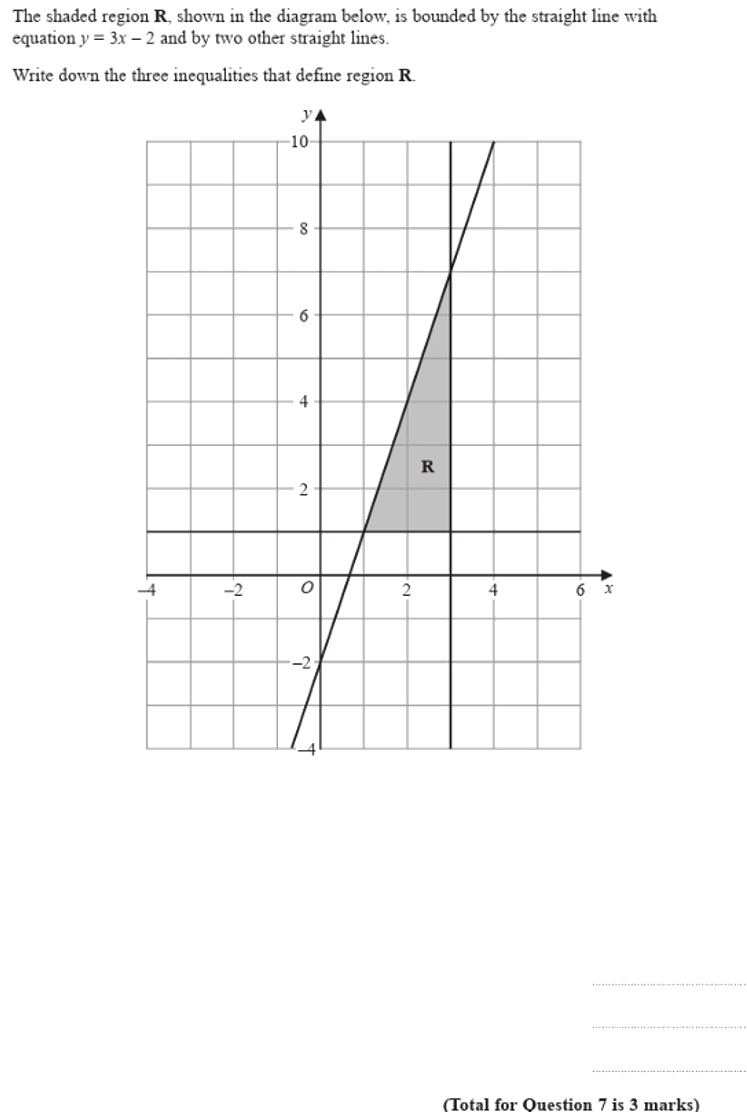 The shaded region R, shown in the diagram below, is bounded by the straight line with
equation y = 3x – 2 and by two other straight lines.
Write down the three inequalities that define region R.
y
10
8
6
4
R
2
–4 –2 O 2 4 6 x
–2
–4
(Total for Question 7 is 3 marks)